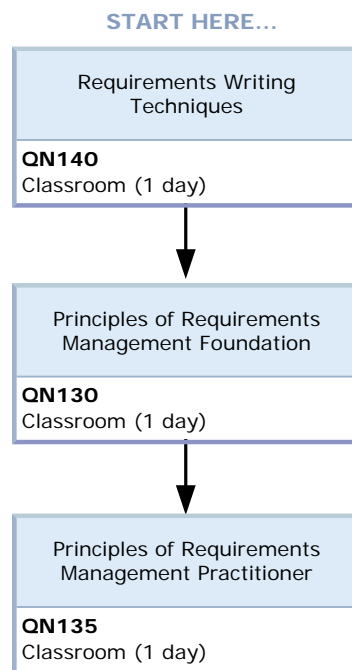 START HERE...
Requirements Writing
Techniques
QN140
Classroom (1 day)
Principles of Requirements
Management Foundation
QN130
Classroom (1 day)
Principles of Requirements
Management Practitioner
QN135
Classroom (1 day)